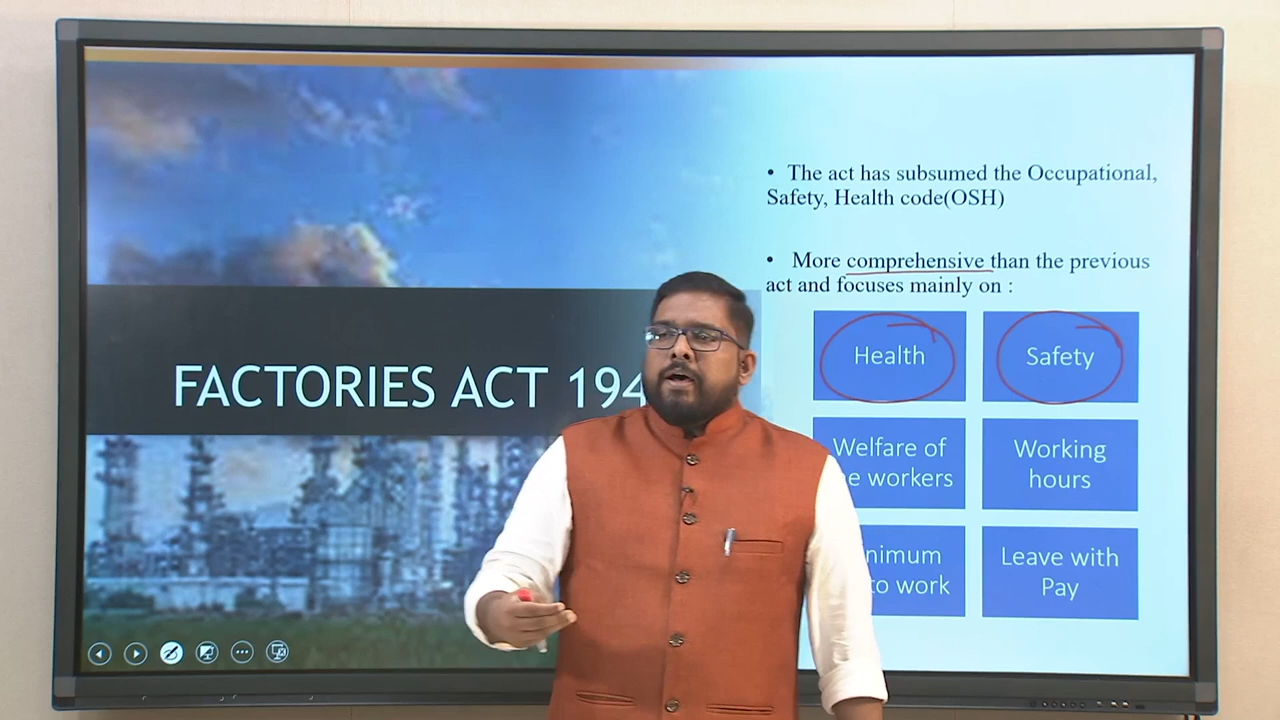 FACTORIES ACT 194
• The act has subsumed the Occupational,
Safety, Health code(OSH)
• More comprehensive than the previous
act and focuses mainly on :
Health
Safety
Welfare of
workers
Working
hours
to work
Leave with
Pay